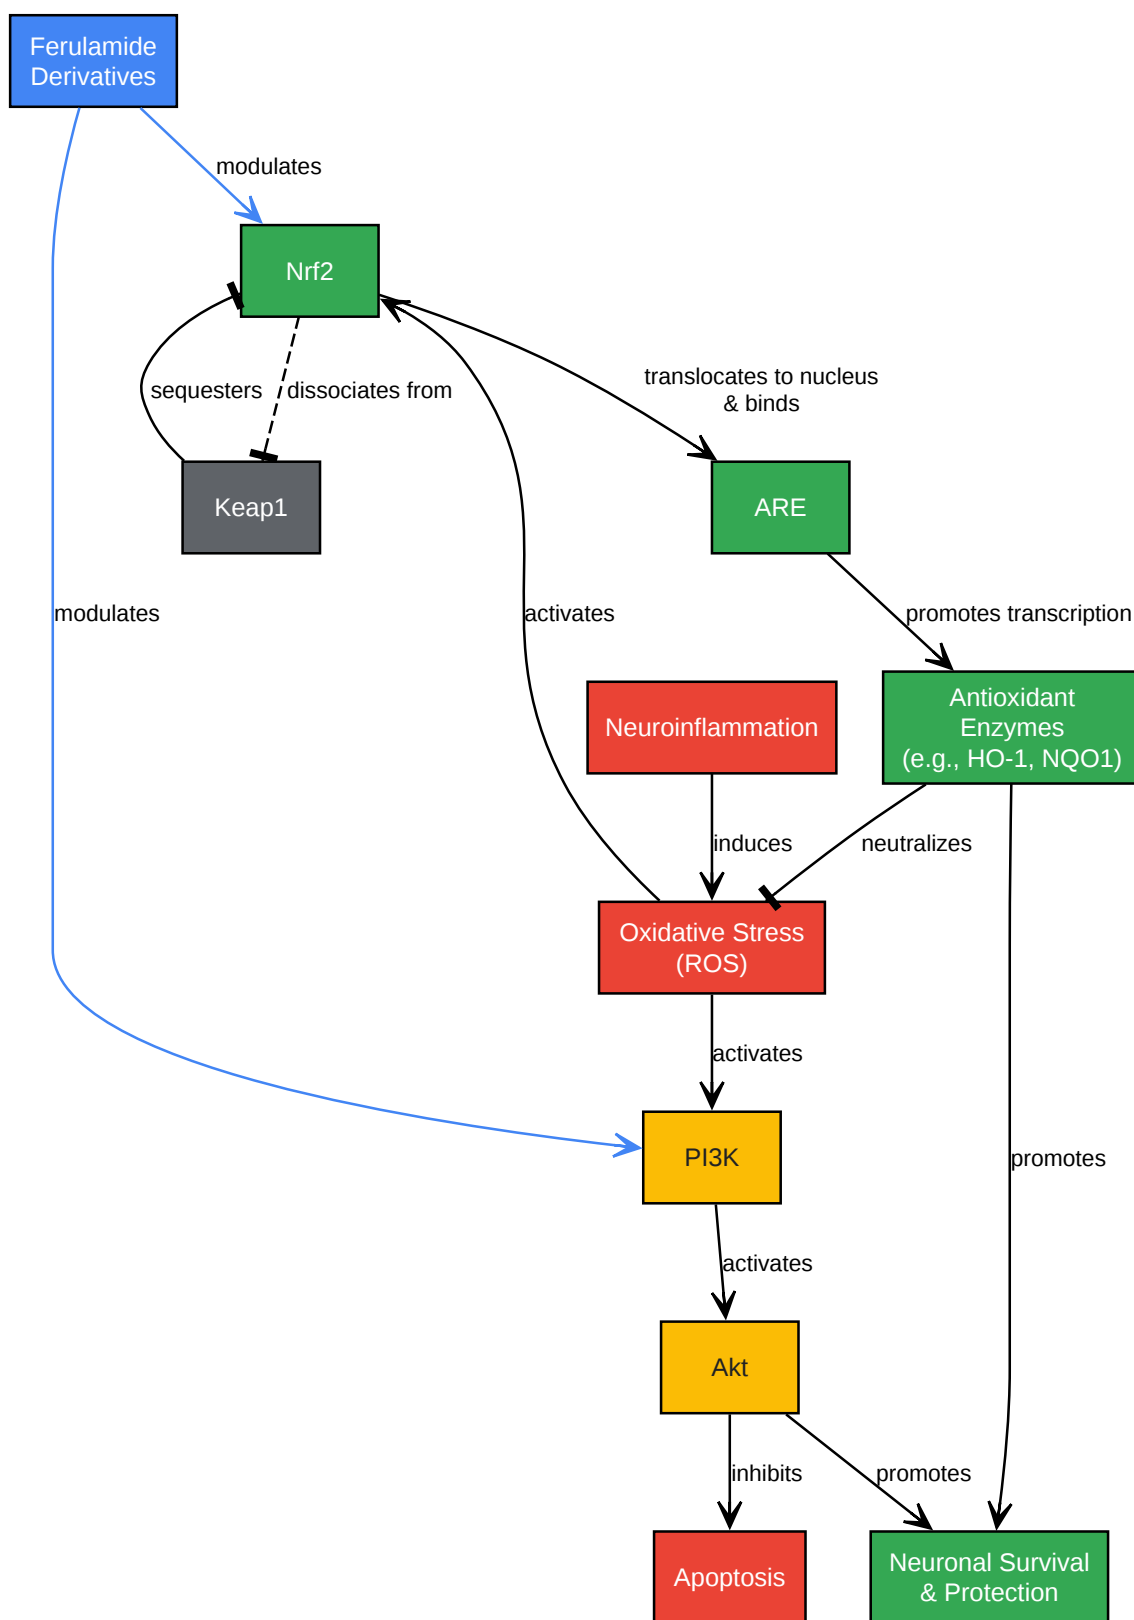 Ferulamide
Derivatives
modulates
Nrf2
sequesters
dissociates from
translocates to nucleus
& binds
Keap1
ARE
modulates
activates
promotes transcription
Neuroinflammation
Antioxidant
Enzymes
(e.g., HO-1, NQO1)
induces
neutralizes
Oxidative Stress
(ROS)
activates
PI3K
promotes
activates
Akt
inhibits
promotes
Apoptosis
Neuronal Survival
& Protection